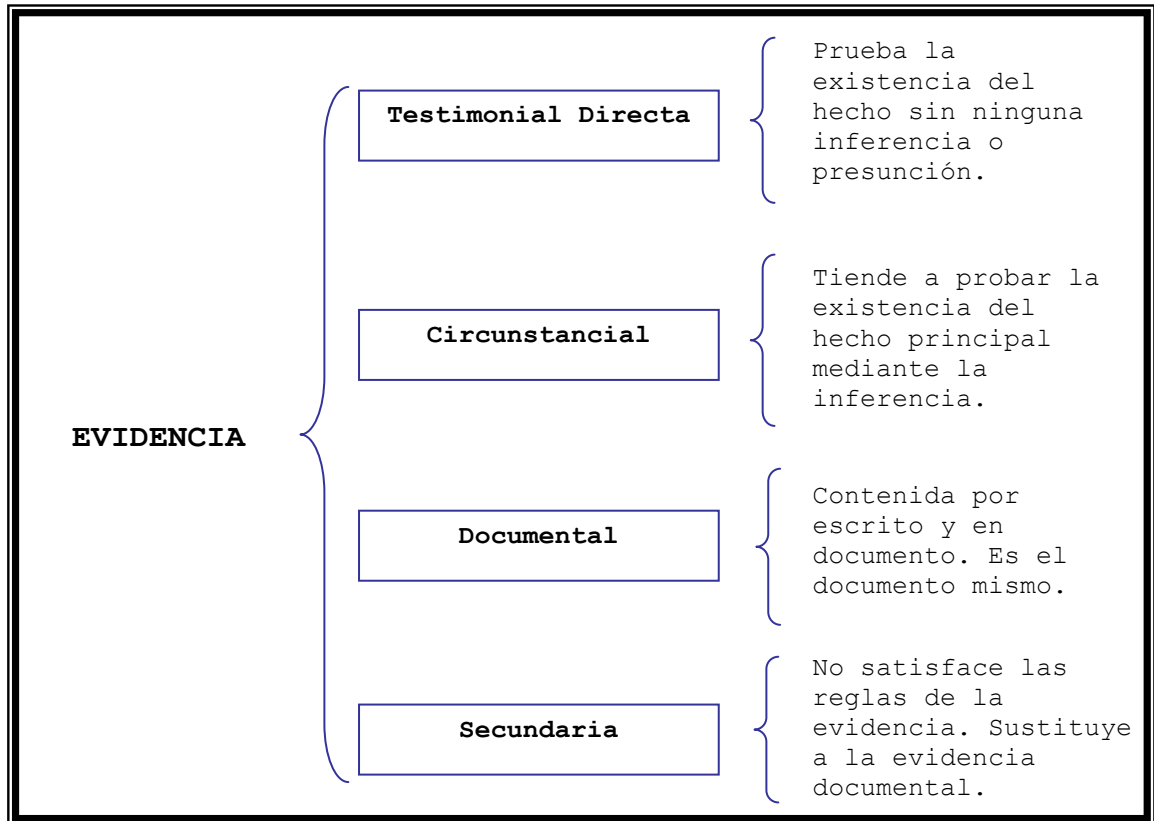 EVIDENCIA
Testimonial Directa
Prueba la
existencia del
hecho sin ninguna
inferencia o
presunción.
Circunstancial
Tiende a probar la
existencia del
hecho principal
mediante la
inferencia.
Documental
Contenida por
escrito y en
documento. Es el
documento mismo.
Secundaria
No satisface las
reglas de la
evidencia. Sustituye
a la evidencia
documental.